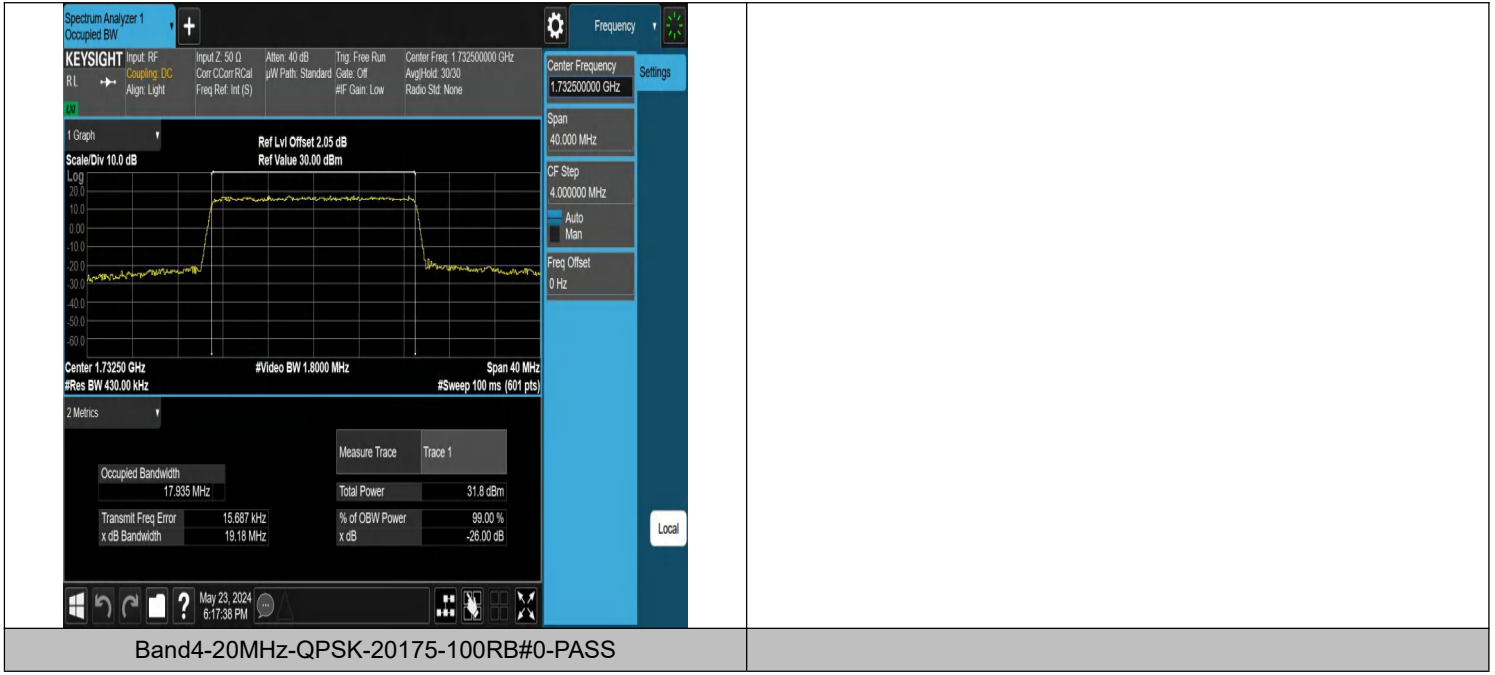 Spectrum Analyzer 1
Occupied BW
+
Frequency
KEYSIGHT
RL
Input: RF
Coupling: DC
Align: Light
Input Z: 50 Ω
Corr CCorr RCal
Freq Ref: Int (S)
Atten: 40 dB
µW Path: Standard
Trig: Free Run
Gate: Off
#IF Gain: Low
Center Freq: 1.732500000 GHz
Avg|Hold: 30/30
Radio Std: None
Center Frequency
1.732500000 GHz
Settings
Span
40.000 MHz
CF Step
4.000000 MHz
Auto
Man
Freq Offset
0 Hz
Local
1 Graph
Scale/Div 10.0 dB
Ref Lvl Offset 2.05 dB
Ref Value 30.00 dBm
Log
20.0
10.0
0.00
-10.0
-20.0
-30.0
-40.0
-50.0
-60.0
Center 1.73250 GHz
#Video BW 1.8000 MHz
Span 40 MHz
#Res BW 430.00 kHz
#Sweep 100 ms (601 pts)
2 Metrics
Measure Trace Trace 1
Occupied Bandwidth
17.935 MHz
Total Power 31.8 dBm
Transmit Freq Error 15.687 kHz
% of OBW Power 99.00 %
x dB Bandwidth 19.18 MHz
x dB -26.00 dB
?
May 23, 2024
6:17:38 PM
Band4-20MHz-QPSK-20175-100RB#0-PASS